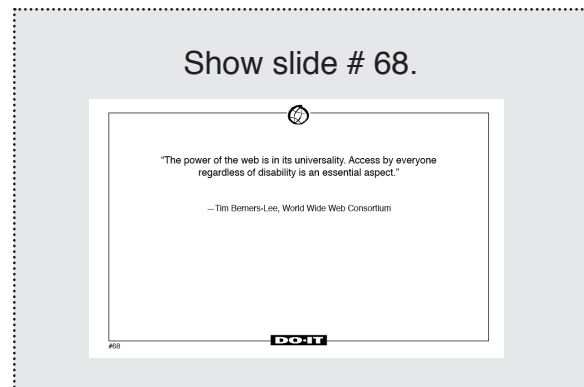 Show slide # 68.
"The power of the web is in its universality. Access by everyone
regardless of disability is an essential aspect."
—Tim Berners-Lee, World Wide Web Consortium
DO-IT
#68